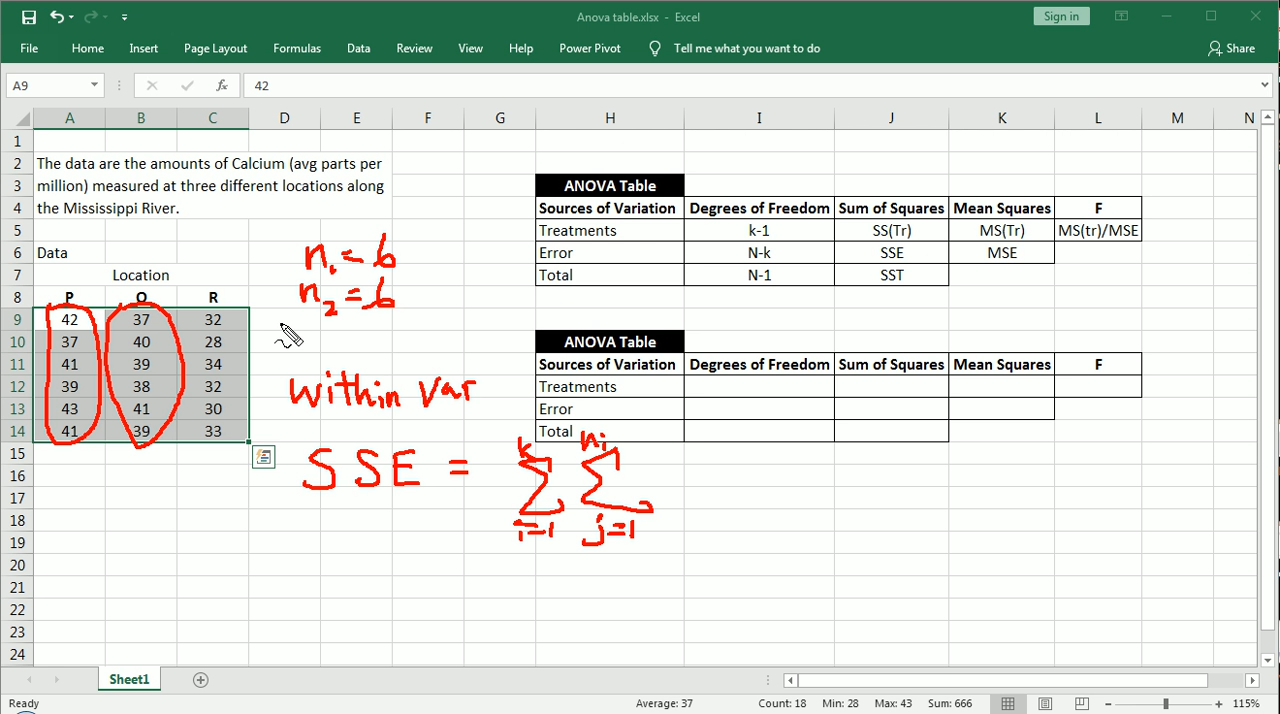 Anova table.xlsx - Excel
Sign in
File Home Insert Page Layout Formulas Data Review View Help Power Pivot Tell me what you want to do Share
A9 fx 42
A B C D E F G H I J K L M N
1
2 The data are the amounts of Calcium (avg parts per
3 million) measured at three different locations along
4 the Mississippi River.
5
6 Data
7 Location
8 P Q R
9 42 37 32
10 37 40 28
11 41 39 34
12 39 38 32
13 43 41 30
14 41 39 33
15
16
17
18
19
20
21
22
23
24
ANOVA Table
Sources of Variation Degrees of Freedom Sum of Squares Mean Squares F
Treatments k-1 SS(Tr) MS(Tr) MS(tr)/MSE
Error N-k SSE MSE
Total N-1 SST
ANOVA Table
Sources of Variation Degrees of Freedom Sum of Squares Mean Squares F
Treatments
Error
Total
n₁ = 6
n₂ = 6
within var
k ni
SSE = Σ Σ
i=1 j=1
Sheet1
Ready Average: 37 Count: 18 Min: 28 Max: 43 Sum: 666 115%